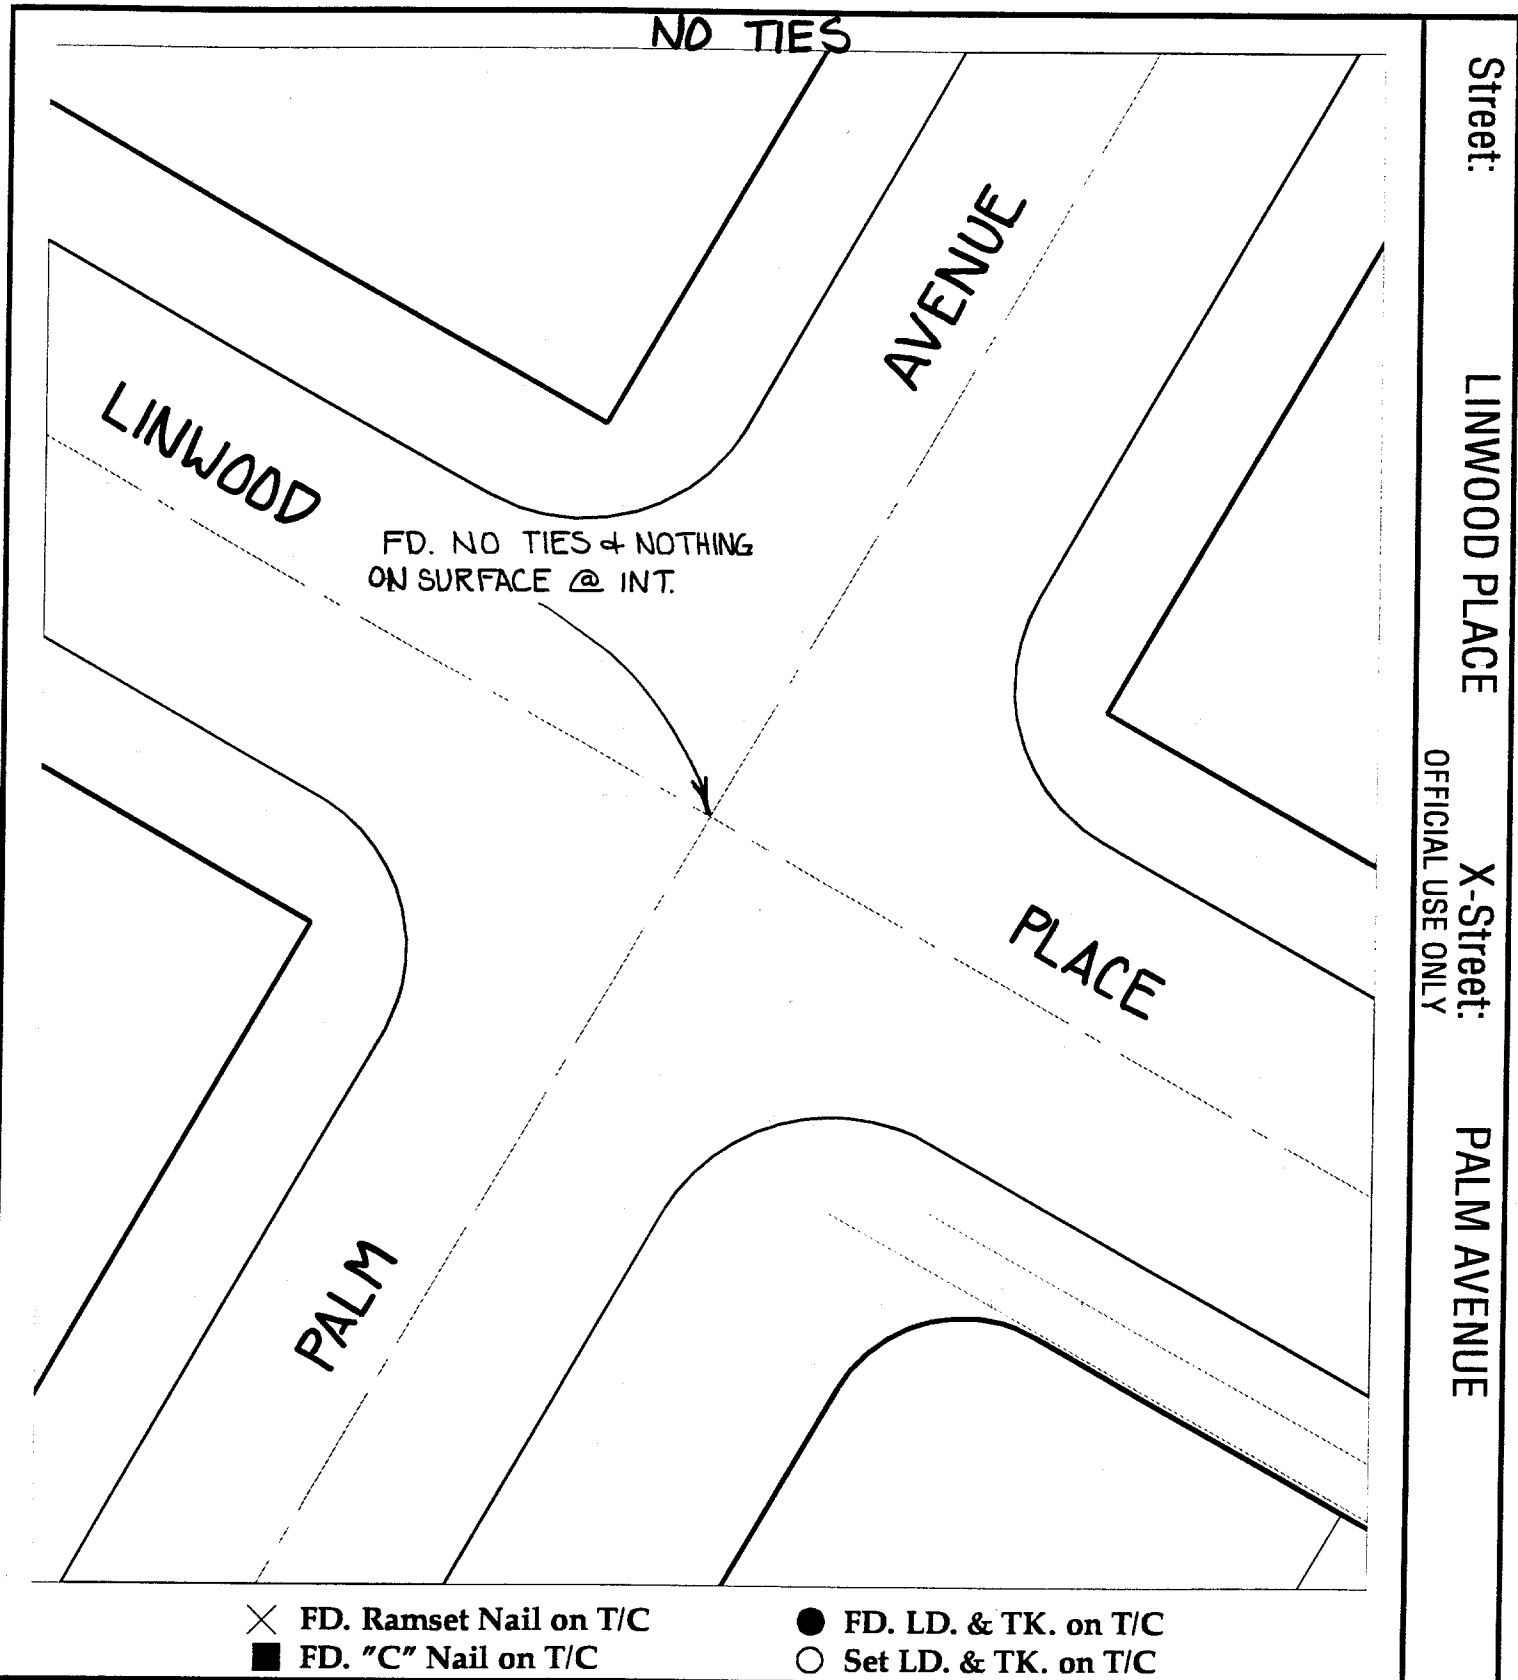 NO TIES
AVENUE
LINWOOD
FD. NO TIES & NOTHING
ON SURFACE @ INT.
PLACE
PALM
FD. Ramset Nail on T/C
FD. "C" Nail on T/C
FD. LD. & TK. on T/C
Set LD. & TK. on T/C
Street: LINWOOD PLACE X-Street: PALM AVENUE
OFFICIAL USE ONLY